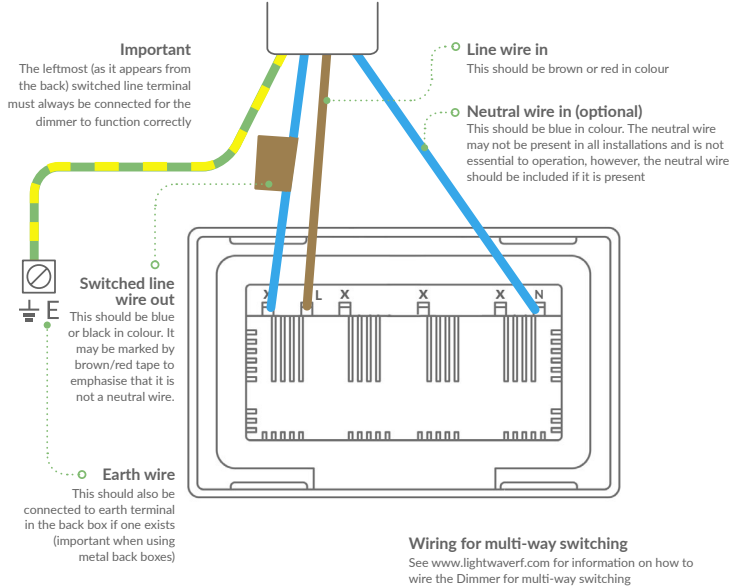 Important
The leftmost (as it appears from
the back) switched line terminal
must always be connected for the
dimmer to function correctly
Line wire in
This should be brown or red in colour
Neutral wire in (optional)
This should be blue in colour. The neutral wire
may not be present in all installations and is not
essential to operation, however, the neutral wire
should be included if it is present
Switched line
wire out
This should be blue
or black in colour. It
may be marked by
brown/red tape to
emphasise that it is
not a neutral wire.
X L X X X N
E
Earth wire
This should also be
connected to earth terminal
in the back box if one exists
(important when using
metal back boxes)
Wiring for multi-way switching
See www.lightwaverf.com for information on how to
wire the Dimmer for multi-way switching